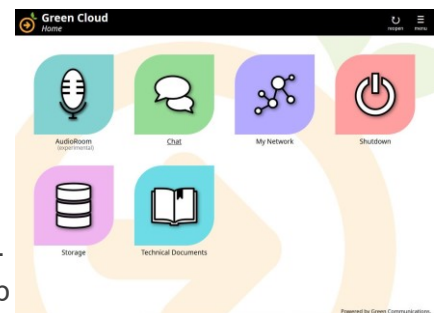 Green Cloud
Home
reopen
menu
AudioRoom
(experimental)
Chat
My Network
Shutdown
Storage
Technical Documents
Powered by Green Communications.